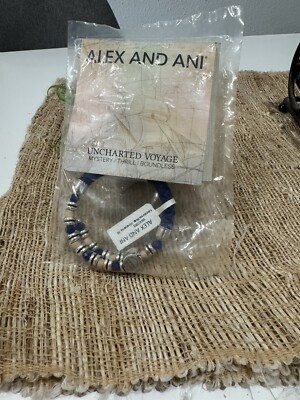 ALEX AND ANI®
UNCHARTED VOYAGE
MYSTERY / THRILL / BOUNDLESS
ALEX AND ANI